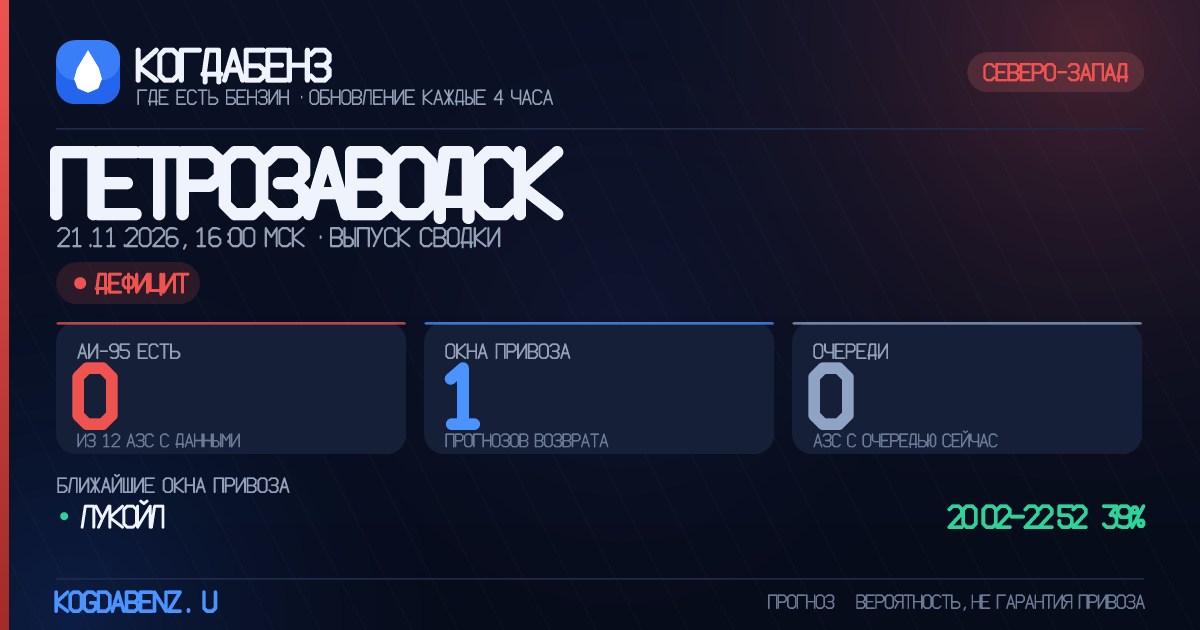 КОГДАБЕНЗ
ГДЕ ЕСТЬ БЕНЗИН · ОБНОВЛЕНИЕ КАЖДЫЕ 4 ЧАСА
СЕВЕРО-ЗАПАД
ПЕТРОЗАВОДСК
21.11 2026, 16:00 МСК · ВЫПУСК СВОДКИ
• ДЕФИЦИТ
АИ-95 ЕСТЬ
0
ИЗ 12 АЗС С ДАННЫМИ
ОКНА ПРИВОЗА
1
ПРОГНОЗОВ ВОЗВРАТА
ОЧЕРЕДИ
0
АЗС С ОЧЕРЕДЬЮ СЕЙЧАС
БЛИЖАЙШИЕ ОКНА ПРИВОЗА
• ЛУКОЙЛ
20 02-22 52 39%
KOGDABENZ. U
ПРОГНОЗ ВЕРОЯТНОСТЬ, НЕ ГАРАНТИЯ ПРИВОЗА